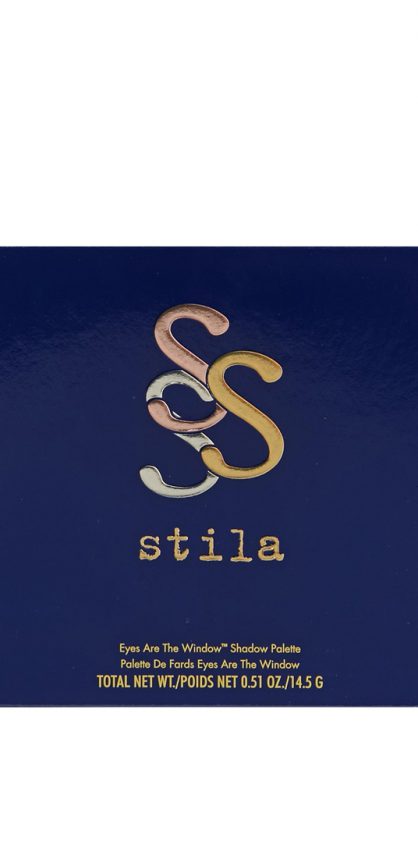 stila
Eyes Are The Window™ Shadow Palette
Palette De Fards Eyes Are The Window
TOTAL NET WT./POIDS NET 0.51 OZ./14.5 G